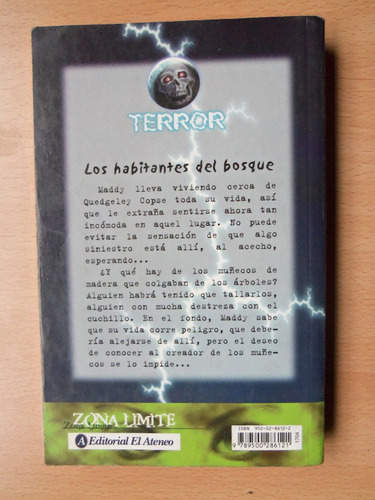 TERROR
Los habitantes del bosque
Maddy lleva viviendo cerca de
Quedgeley Copse toda su vida, así
que le extraña sentirse ahora tan
incómoda en aquel lugar. No puede
evitar la sensación de que algo
siniestro está allí, al acecho,
esperando...
¿Y qué hay de los muñecos de
madera que colgaban de los árboles?
Alguien habrá tenido que tallarlos,
alguien con mucha destreza con el
cuchillo. En el fondo, Maddy sabe
que su vida corre peligro, que debe-
ría alejarse de allí, pero el deseo
de conocer al creador de los muñe-
cos se lo impide...
ZONA LIMITE
Editorial El Ateneo
ISBN 950-02-8612-2
9 789500 286121